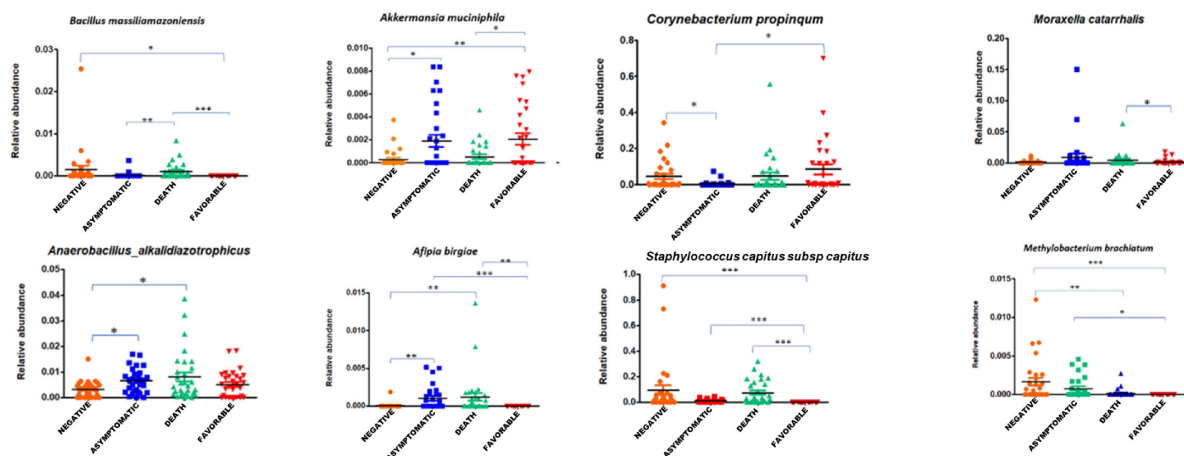 Bacillus massiliamazoniensis
Relative abundance
0.03
0.02
0.01
0.00
*
**
***
NEGATIVE
ASYMPTOMATIC
DEATH
FAVORABLE
Akkermansia muciniphila
Relative abundance
0.010
0.008
0.006
0.004
0.002
0.000
*
**
*
NEGATIVE
ASYMPTOMATIC
DEATH
FAVORABLE
Corynebacterium propinqum
Relative abundance
0.8
0.6
0.4
0.2
0.0
*
*
NEGATIVE
ASYMPTOMATIC
DEATH
FAVORABLE
Moraxella catarrhalis
Relative abundance
0.20
0.15
0.10
0.05
0.00
*
NEGATIVE
ASYMPTOMATIC
DEATH
FAVORABLE
Anaerobacillus_alkalidiazotrophicus
Relative abundance
0.05
0.04
0.03
0.02
0.01
0.00
*
*
NEGATIVE
ASYMPTOMATIC
DEATH
FAVORABLE
Afipia birgiae
Relative abundance
0.015
0.010
0.005
0.000
**
***
**
**
NEGATIVE
ASYMPTOMATIC
DEATH
FAVORABLE
Staphylococcus capitus subsp capitus
Relative abundance
1.0
0.8
0.6
0.4
0.2
0.0
***
***
***
NEGATIVE
ASYMPTOMATIC
DEATH
FAVORABLE
Methylobacterium brachiatum
Relative abundance
0.015
0.010
0.005
0.000
***
**
*
NEGATIVE
ASYMPTOMATIC
DEATH
FAVORABLE